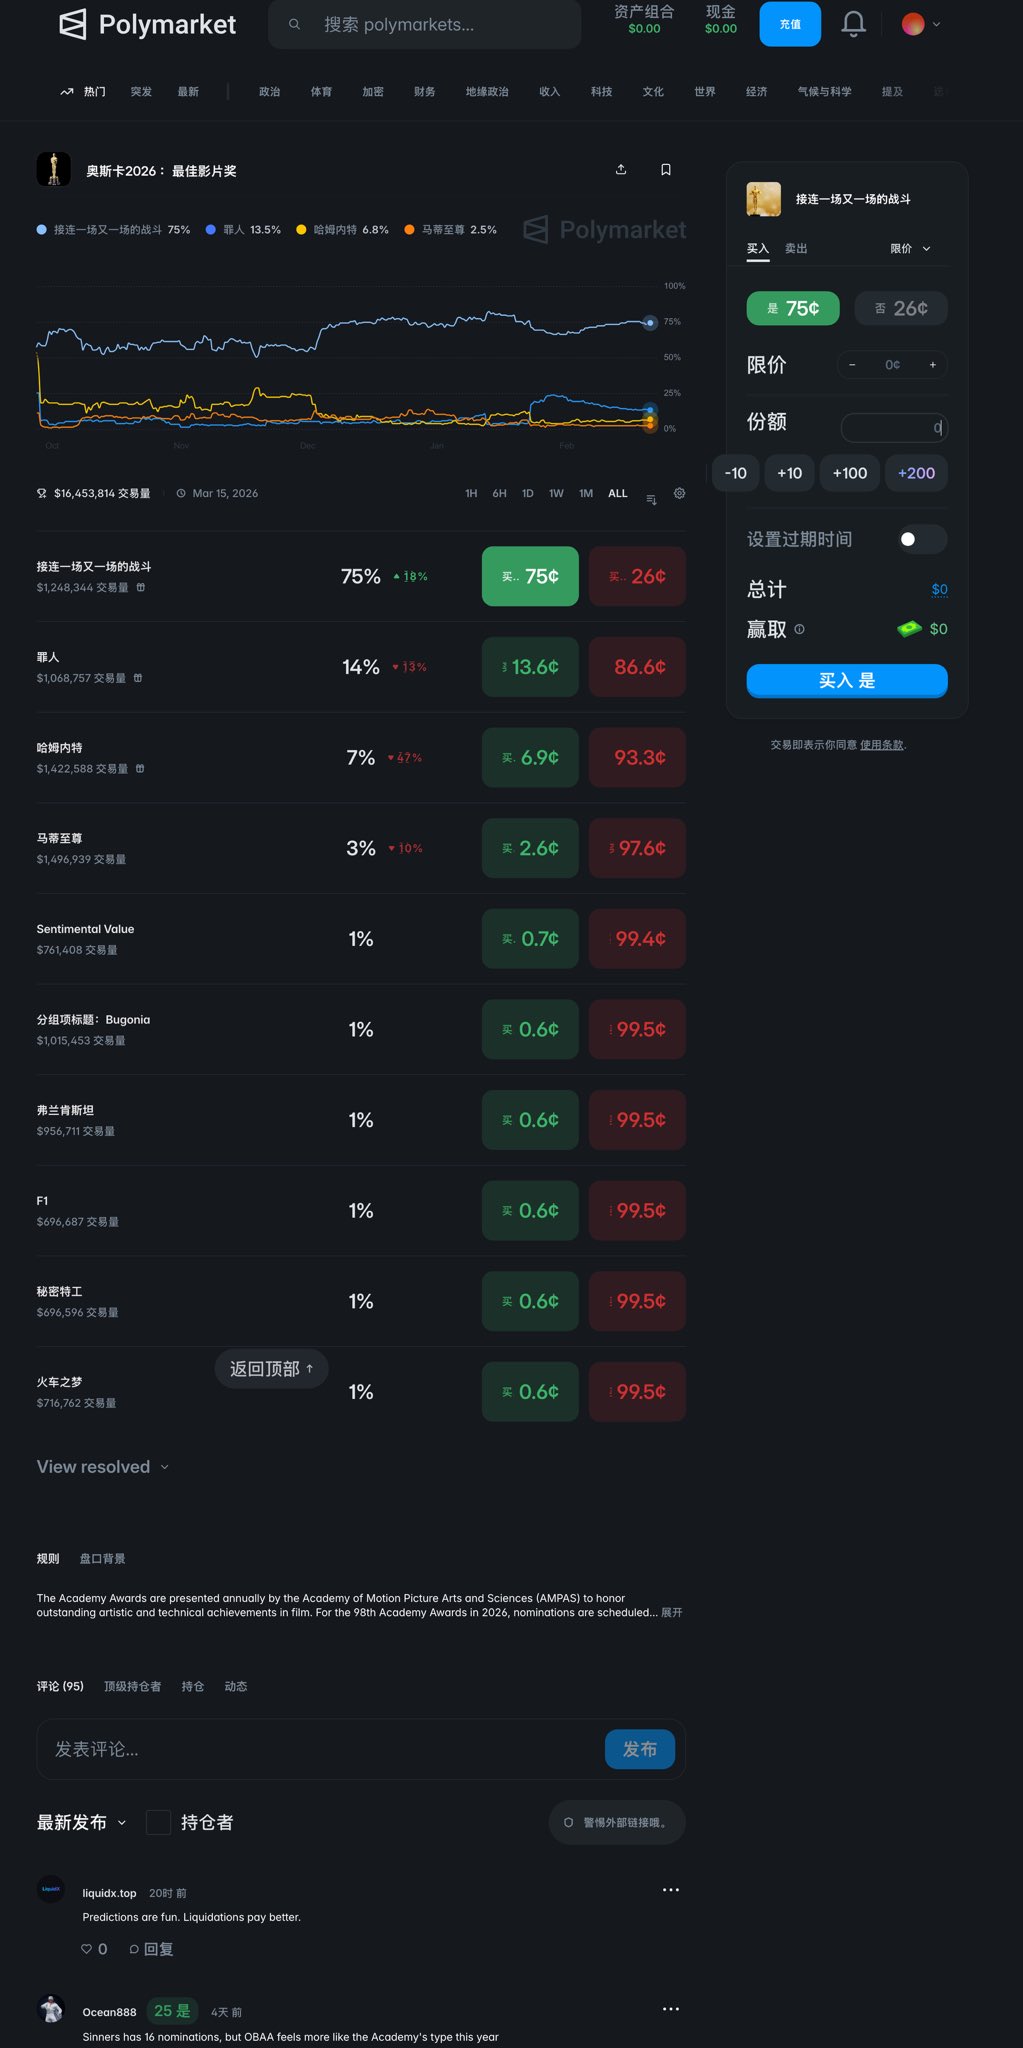 Polymarket
搜索 polymarkets...
资产组合
$0.00
现金
$0.00
充值
热门 突发 最新 政治 体育 加密 财务 地缘政治 收入 科技 文化 世界 经济 气候与科学 提及
奥斯卡2026：最佳影片奖
接连一场又一场的战斗 75% 罪人 13.5% 哈姆内特 6.8% 马蒂至尊 2.5%
Polymarket
100%
75%
50%
25%
0%
Oct Nov Dec Jan Feb
$16,453,814 交易量 Mar 15, 2026
1H 6H 1D 1W 1M ALL
接连一场又一场的战斗
$1,248,344 交易量
75% 18%
买.. 75¢
买.. 26¢
罪人
$1,068,757 交易量
14% 13%
13.6¢
86.6¢
哈姆内特
$1,422,588 交易量
7% 47%
买. 6.9¢
93.3¢
马蒂至尊
$1,496,939 交易量
3% 10%
买. 2.6¢
97.6¢
Sentimental Value
$761,408 交易量
1%
买. 0.7¢
99.4¢
分组项标题：Bugonia
$1,015,453 交易量
1%
买 0.6¢
99.5¢
弗兰肯斯坦
$956,711 交易量
1%
买 0.6¢
99.5¢
F1
$696,687 交易量
1%
买 0.6¢
99.5¢
秘密特工
$696,596 交易量
1%
买 0.6¢
99.5¢
火车之梦
$716,762 交易量
返回顶部 ↑
1%
买 0.6¢
99.5¢
View resolved
规则 盘口背景
The Academy Awards are presented annually by the Academy of Motion Picture Arts and Sciences (AMPAS) to honor
outstanding artistic and technical achievements in film. For the 98th Academy Awards in 2026, nominations are scheduled... 展开
评论 (95) 顶级持仓者 持仓 动态
发表评论...
发布
最新发布 持仓者
警惕外部链接哦。
LiquidX
liquidx.top 20时 前
Predictions are fun. Liquidations pay better.
0 回复
Ocean888 25 是 4天 前
Sinners has 16 nominations, but OBAA feels more like the Academy's type this year
接连一场又一场的战斗
买入 卖出 限价
是 75¢
否 26¢
限价
− 0¢ +
份额
0
-10 +10 +100 +200
设置过期时间
总计 $0
赢取 $0
买入 是
交易即表示你同意 使用条款.